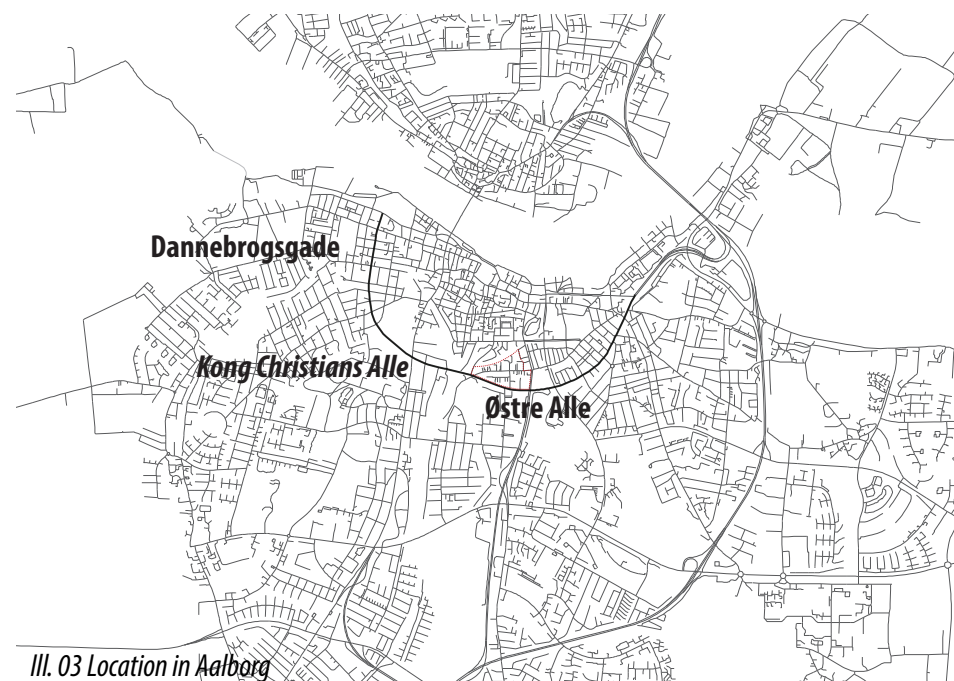 Dannebrogsgade
Kong Christians Alle
Østre Alle
Ill. 03 Location in Aalborg